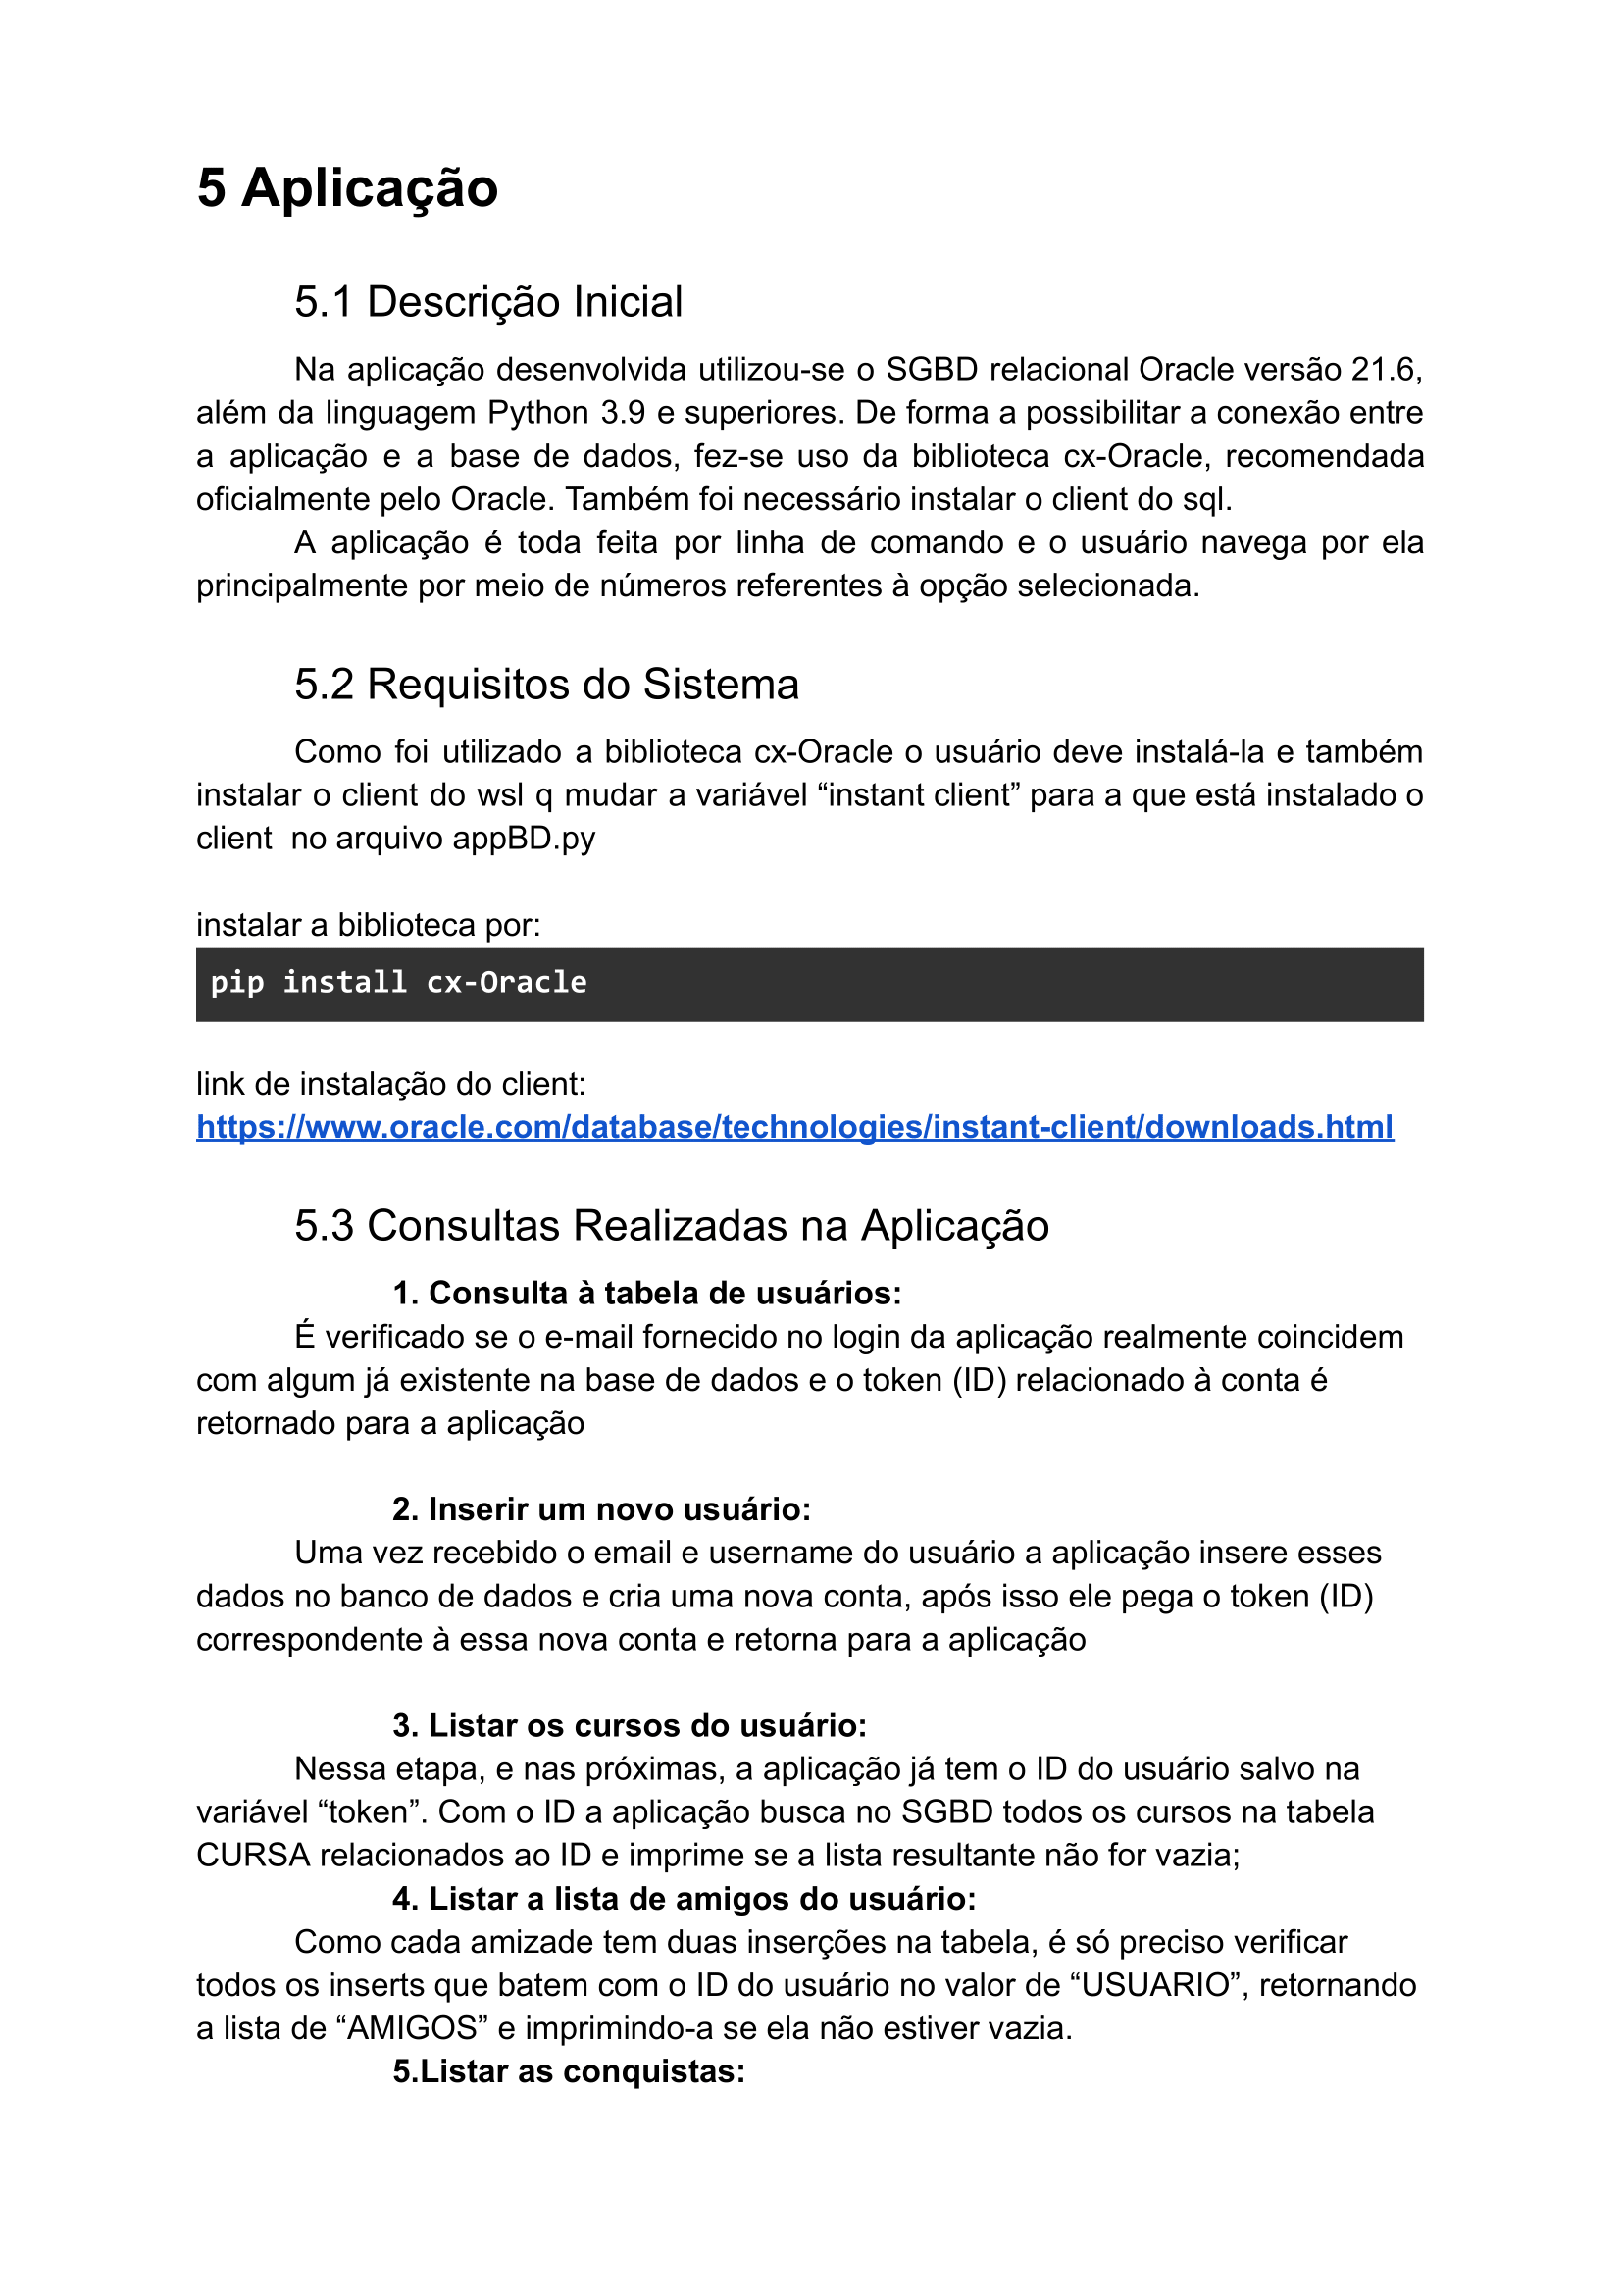 5 Aplicação
5.1 Descrição Inicial
Na aplicação desenvolvida utilizou-se o SGBD relacional Oracle versão 21.6,
além da linguagem Python 3.9 e superiores. De forma a possibilitar a conexão entre
a aplicação e a base de dados, fez-se uso da biblioteca cx-Oracle, recomendada
oficialmente pelo Oracle. Também foi necessário instalar o client do sql.
A aplicação é toda feita por linha de comando e o usuário navega por ela
principalmente por meio de números referentes à opção selecionada.
5.2 Requisitos do Sistema
Como foi utilizado a biblioteca cx-Oracle o usuário deve instalá-la e também
instalar o client do wsl q mudar a variável “instant client” para a que está instalado o
client  no arquivo appBD.py
instalar a biblioteca por:
pip install cx-Oracle
link de instalação do client:
https://www.oracle.com/database/technologies/instant-client/downloads.html
5.3 Consultas Realizadas na Aplicação
1. Consulta à tabela de usuários:
É verificado se o e-mail fornecido no login da aplicação realmente coincidem
com algum já existente na base de dados e o token (ID) relacionado à conta é
retornado para a aplicação
2. Inserir um novo usuário:
Uma vez recebido o email e username do usuário a aplicação insere esses
dados no banco de dados e cria uma nova conta, após isso ele pega o token (ID)
correspondente à essa nova conta e retorna para a aplicação
3. Listar os cursos do usuário:
Nessa etapa, e nas próximas, a aplicação já tem o ID do usuário salvo na
variável “token”. Com o ID a aplicação busca no SGBD todos os cursos na tabela
CURSA relacionados ao ID e imprime se a lista resultante não for vazia;
4. Listar a lista de amigos do usuário:
Como cada amizade tem duas inserções na tabela, é só preciso verificar
todos os inserts que batem com o ID do usuário no valor de “USUARIO”, retornando
a lista de “AMIGOS” e imprimindo-a se ela não estiver vazia.
5.Listar as conquistas: